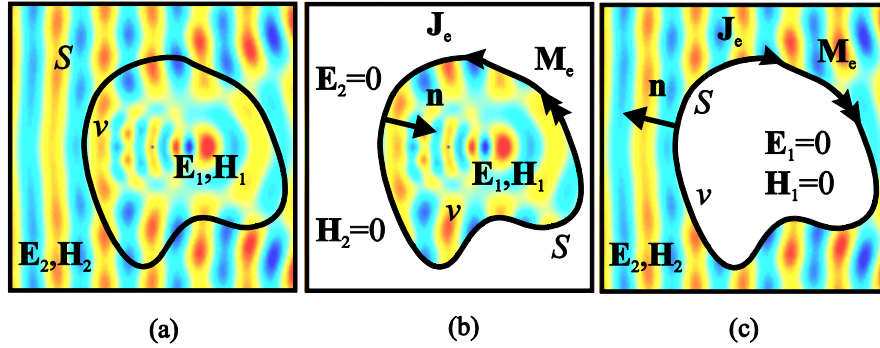 S
v
E₁,H₁
E₂,H₂
(a)
Jₑ
Mₑ
E₂=0
n
E₁,H₁
v
H₂=0
S
(b)
Jₑ
Mₑ
n
S
E₁=0
H₁=0
v
E₂,H₂
(c)